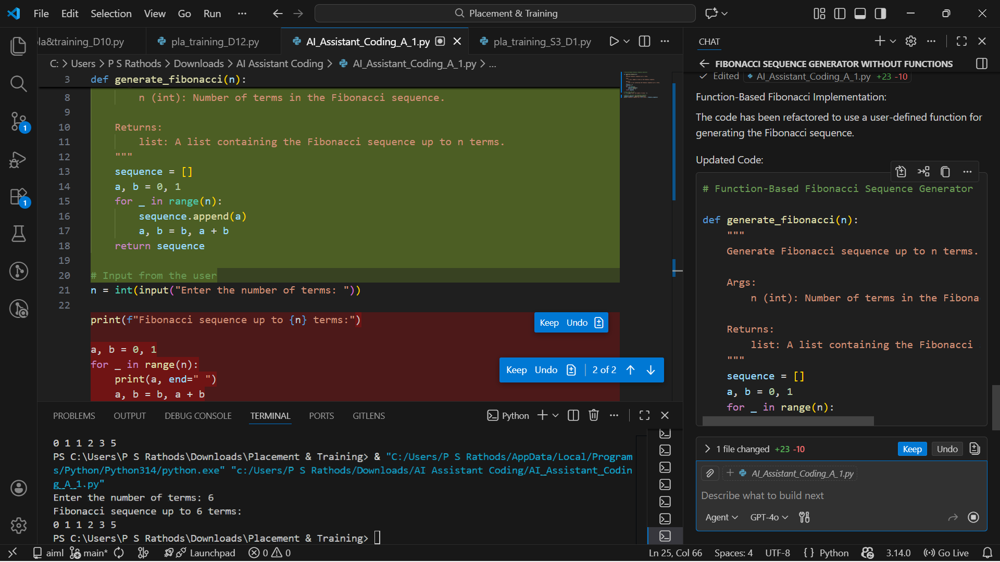 File Edit Selection View Go Run ···
Placement & Training
la&training_D10.py
pla_training_D12.py
AI_Assistant_Coding_A_1.py
pla_training_S3_D1.py
C: > Users > P S Rathods > Downloads > AI Assistant Coding > AI_Assistant_Coding_A_1.py > ...
3 def generate_fibonacci(n):
8 n (int): Number of terms in the Fibonacci sequence.
9
10 Returns:
11 list: A list containing the Fibonacci sequence up to n terms.
12 """
13 sequence = []
14 a, b = 0, 1
15 for _ in range(n):
16 sequence.append(a)
17 a, b = b, a + b
18 return sequence
19
20 # Input from the user
21 n = int(input("Enter the number of terms: "))
22
print(f"Fibonacci sequence up to {n} terms:")
Keep Undo
a, b = 0, 1
for _ in range(n):
print(a, end=" ")
a, b = b, a + b
Keep Undo 2 of 2
PROBLEMS OUTPUT DEBUG CONSOLE TERMINAL PORTS GITLENS
Python
0 1 1 2 3 5
PS C:\Users\P S Rathods\Downloads\Placement & Training> & "C:/Users/P S Rathods/AppData/Local/Program
s/Python/Python314/python.exe" "c:/Users/P S Rathods/Downloads/AI Assistant Coding/AI_Assistant_Codin
g_A_1.py"
Enter the number of terms: 6
Fibonacci sequence up to 6 terms:
0 1 1 2 3 5
PS C:\Users\P S Rathods\Downloads\Placement & Training>
CHAT
FIBONACCI SEQUENCE GENERATOR WITHOUT FUNCTIONS
Edited AI_Assistant_Coding_A_1.py +23 -10
Function-Based Fibonacci Implementation:
The code has been refactored to use a user-defined function for
generating the Fibonacci sequence.
Updated Code:
# Function-Based Fibonacci Sequence Generator
def generate_fibonacci(n):
"""
Generate Fibonacci sequence up to n terms.
Args:
n (int): Number of terms in the Fibona
Returns:
list: A list containing the Fibonacci
"""
sequence = []
a, b = 0, 1
for _ in range(n):
1 file changed +23 -10
Keep Undo
AI_Assistant_Coding_A_1.py
Describe what to build next
Agent GPT-4o
1
1
aiml main* Launchpad 0 0
Ln 25, Col 66 Spaces: 4 UTF-8 { } Python 3.14.0 Go Live